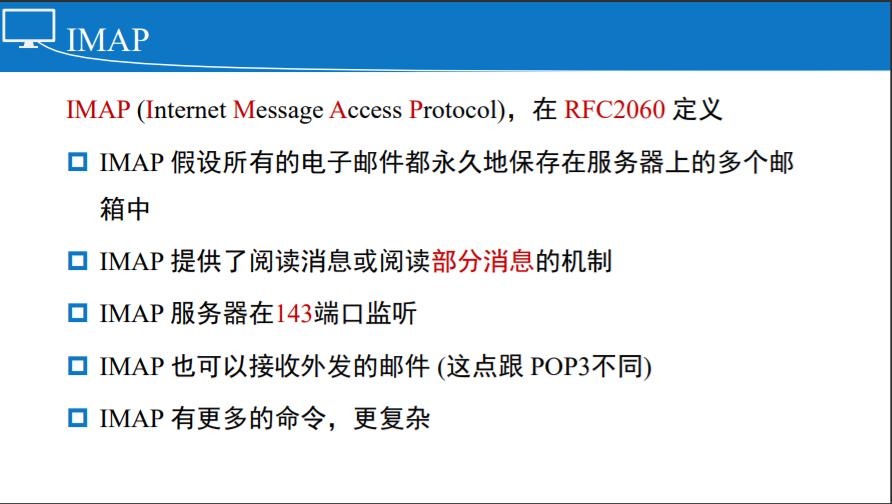 IMAP
IMAP (Internet Message Access Protocol)，在 RFC2060 定义
IMAP 假设所有的电子邮件都永久地保存在服务器上的多个邮
箱中
IMAP 提供了阅读消息或阅读部分消息的机制
IMAP 服务器在143端口监听
IMAP 也可以接收外发的邮件 (这点跟 POP3不同)
IMAP 有更多的命令，更复杂